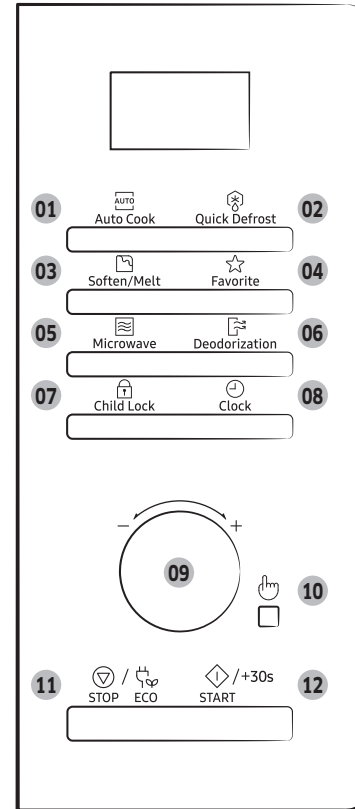 01 AUTO 02
Auto Cook Quick Defrost
03 04
Soften/Melt Favorite
05 06
Microwave Deodorization
07 08
Child Lock Clock
− +
09
10
11 / /+30s 12
STOP ECO START